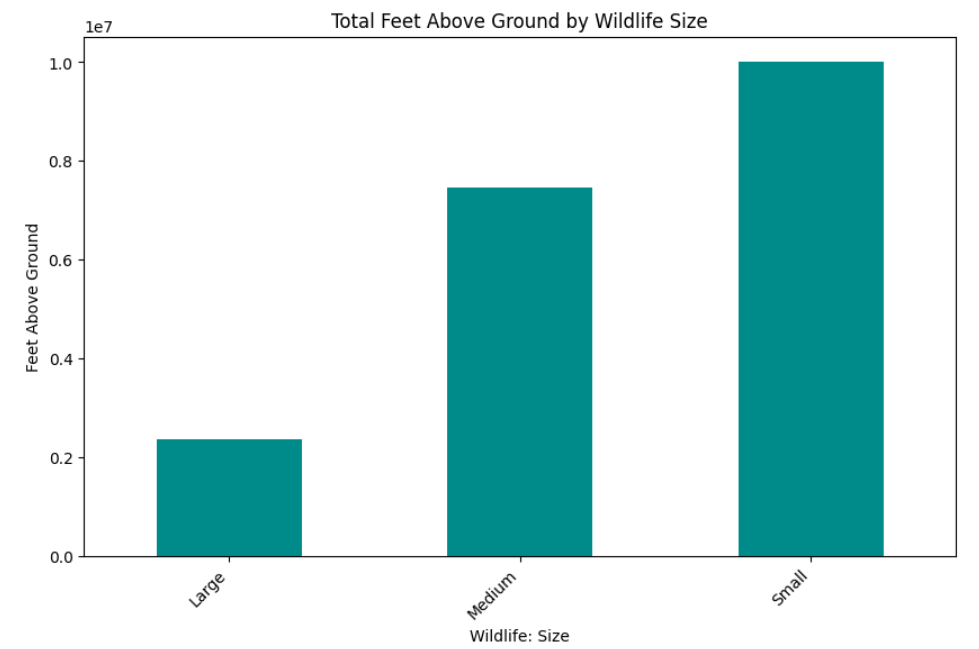 Total Feet Above Ground by Wildlife Size
1e7
1.0
0.8
0.6
0.4
0.2
0.0
Feet Above Ground
Large
Medium
Small
Wildlife: Size